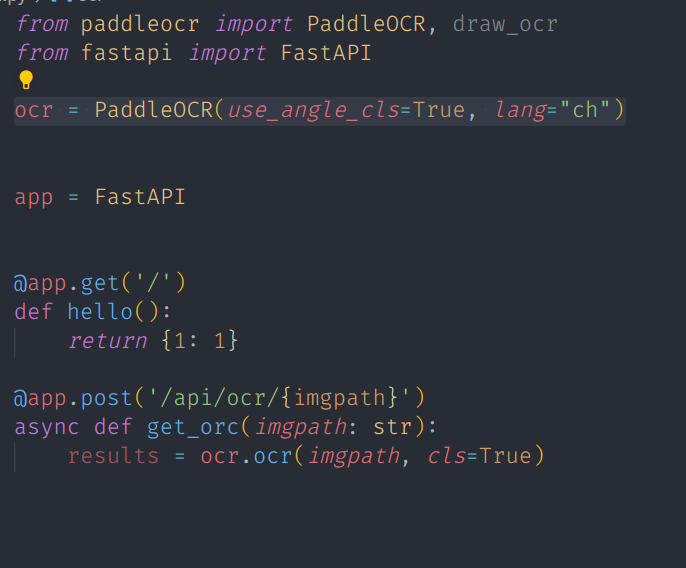 from paddleocr import PaddleOCR, draw_ocr
from fastapi import FastAPI
ocr = PaddleOCR(use_angle_cls=True, lang="ch")
app = FastAPI
@app.get('/')
def hello():
    return {1: 1}
@app.post('/api/ocr/{imgpath}')
async def get_orc(imgpath: str):
    results = ocr.ocr(imgpath, cls=True)